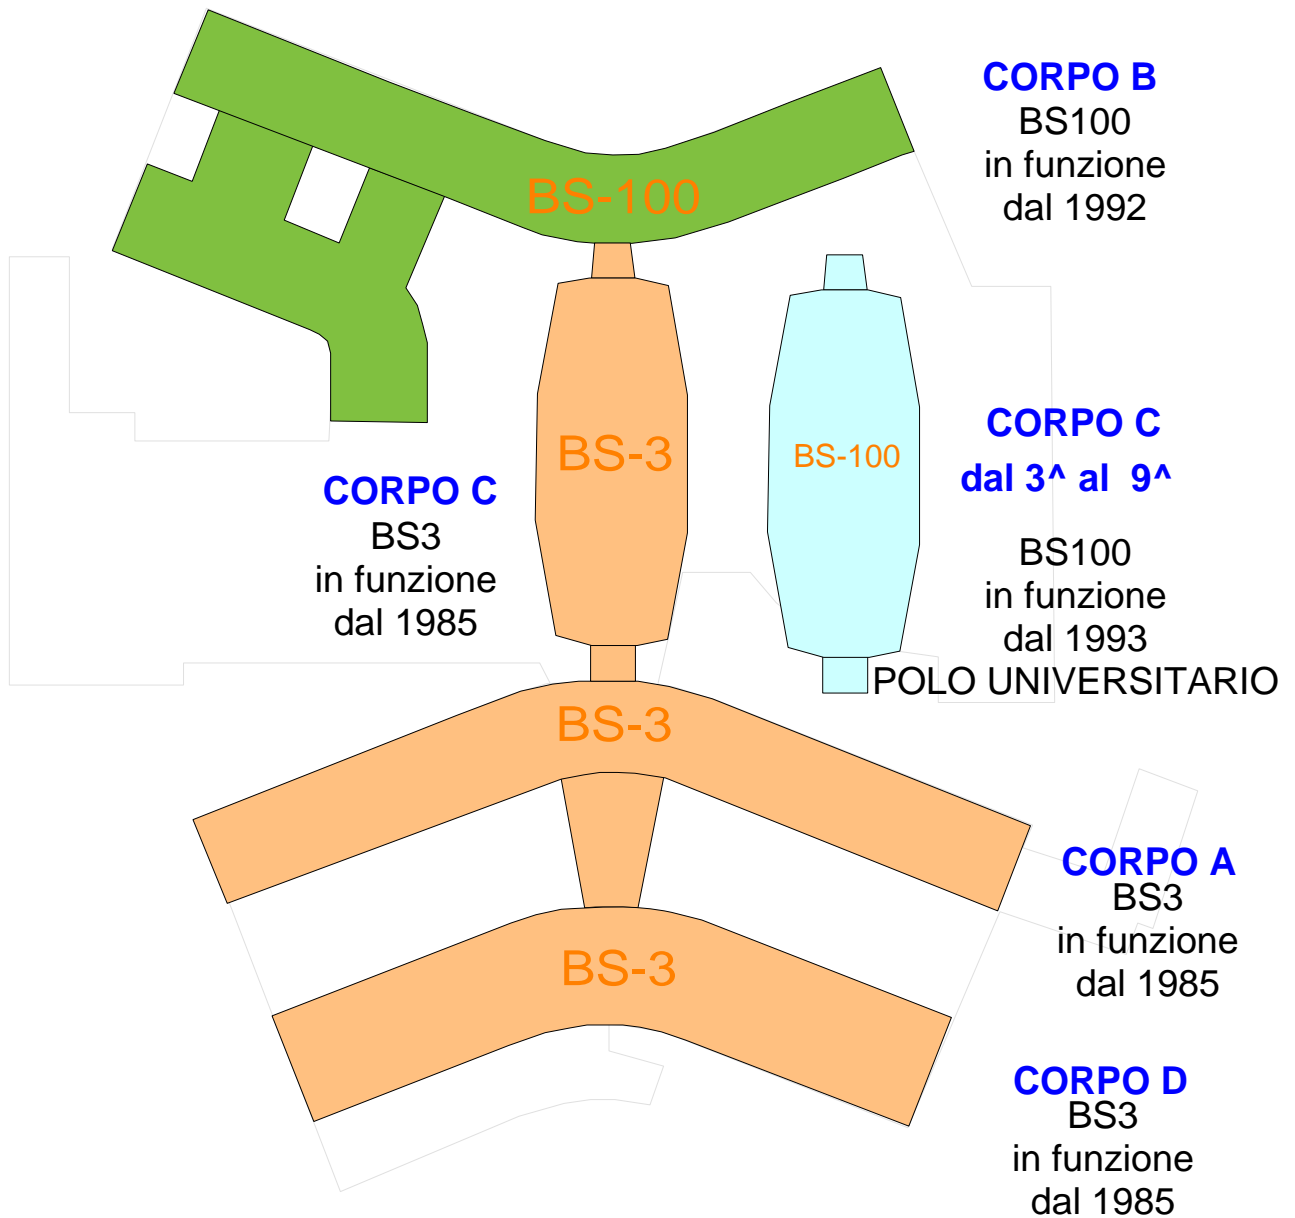 CORPO B
BS100
in funzione
dal 1992
BS-100
BS-3
BS-100
CORPO C
dal 3^ al 9^
BS100
in funzione
dal 1993
POLO UNIVERSITARIO
CORPO C
BS3
in funzione
dal 1985
BS-3
CORPO A
BS3
in funzione
dal 1985
BS-3
CORPO D
BS3
in funzione
dal 1985